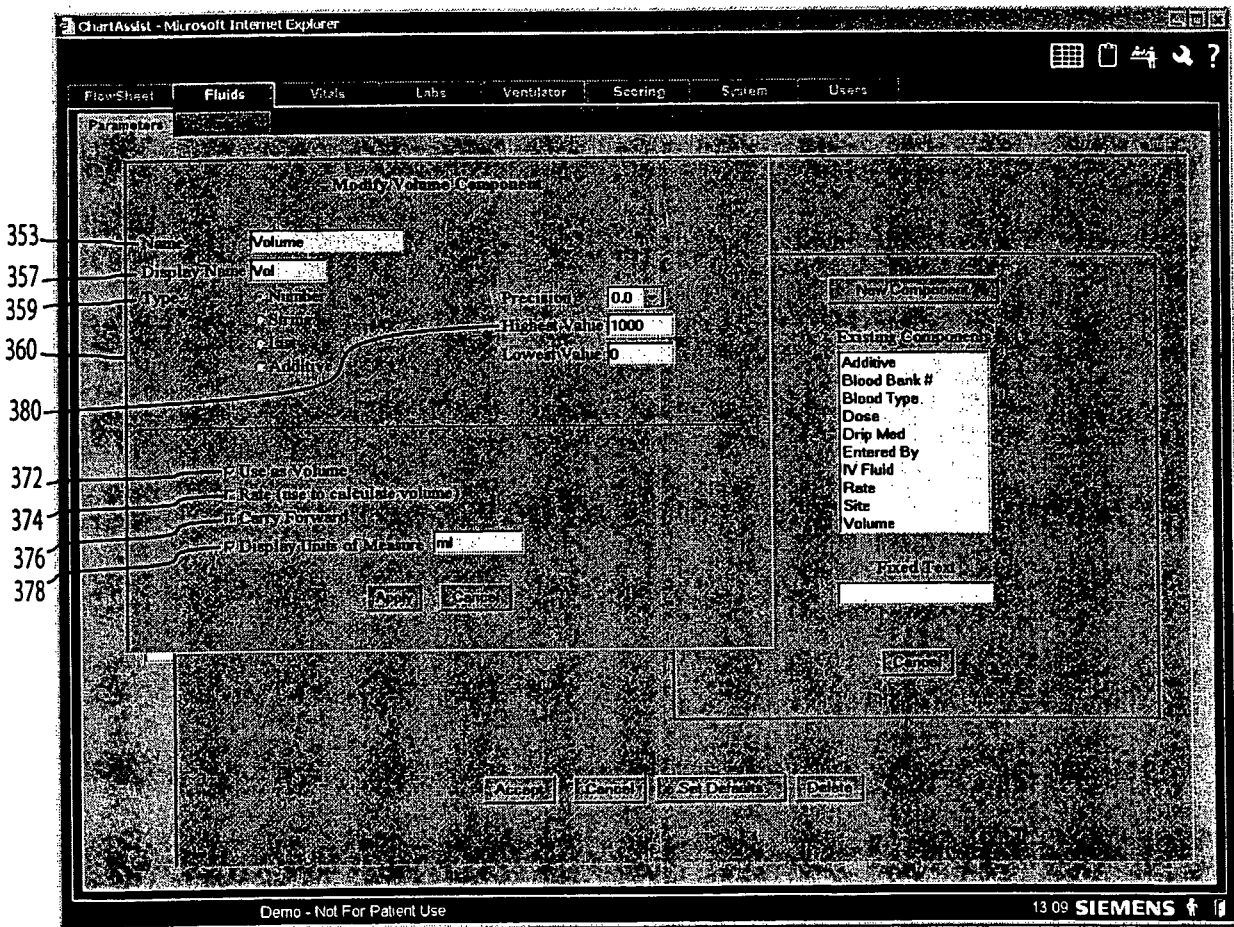 ChartAssist - Microsoft Internet Explorer
?
FlowSheet Fluids Vitals Labs Ventilator Scoring System Users
Parameters
Modify Volume Component
353 Name Volume
357 Display Name Vol
359 Type Number Precision 0.0
String Highest Value 1000
360
Lowest Value 0
Additive
380
372 Use as Volume
374 Rate (use to calculate volume)
376 Carry Forward
378 Display Units of Measure ml
Apply Cancel
New Component
Existing Components
Additive
Blood Bank #
Blood Type
Dose
Drip Med
Entered By
IV Fluid
Rate
Site
Volume
Fixed Text
Cancel
Accept Cancel Set Defaults Delete
Demo - Not For Patient Use 13 09 SIEMENS